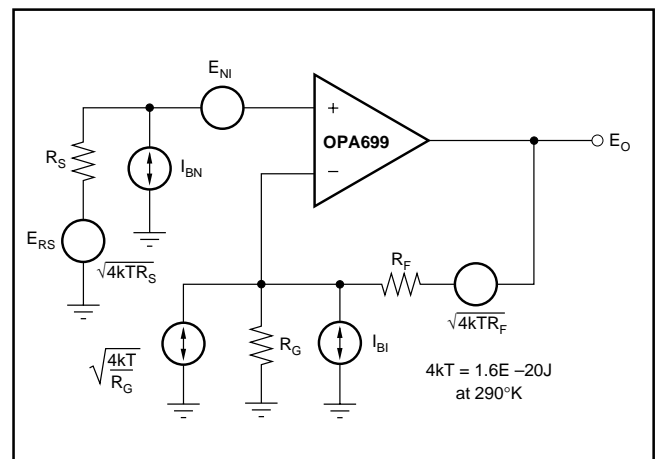 E_NI
+
OPA699
−
E_O
R_S
I_BN
E_RS
√4kTR_S
R_F
√4kTR_F
√4kT/R_G
R_G
I_BI
4kT = 1.6E –20J
at 290°K